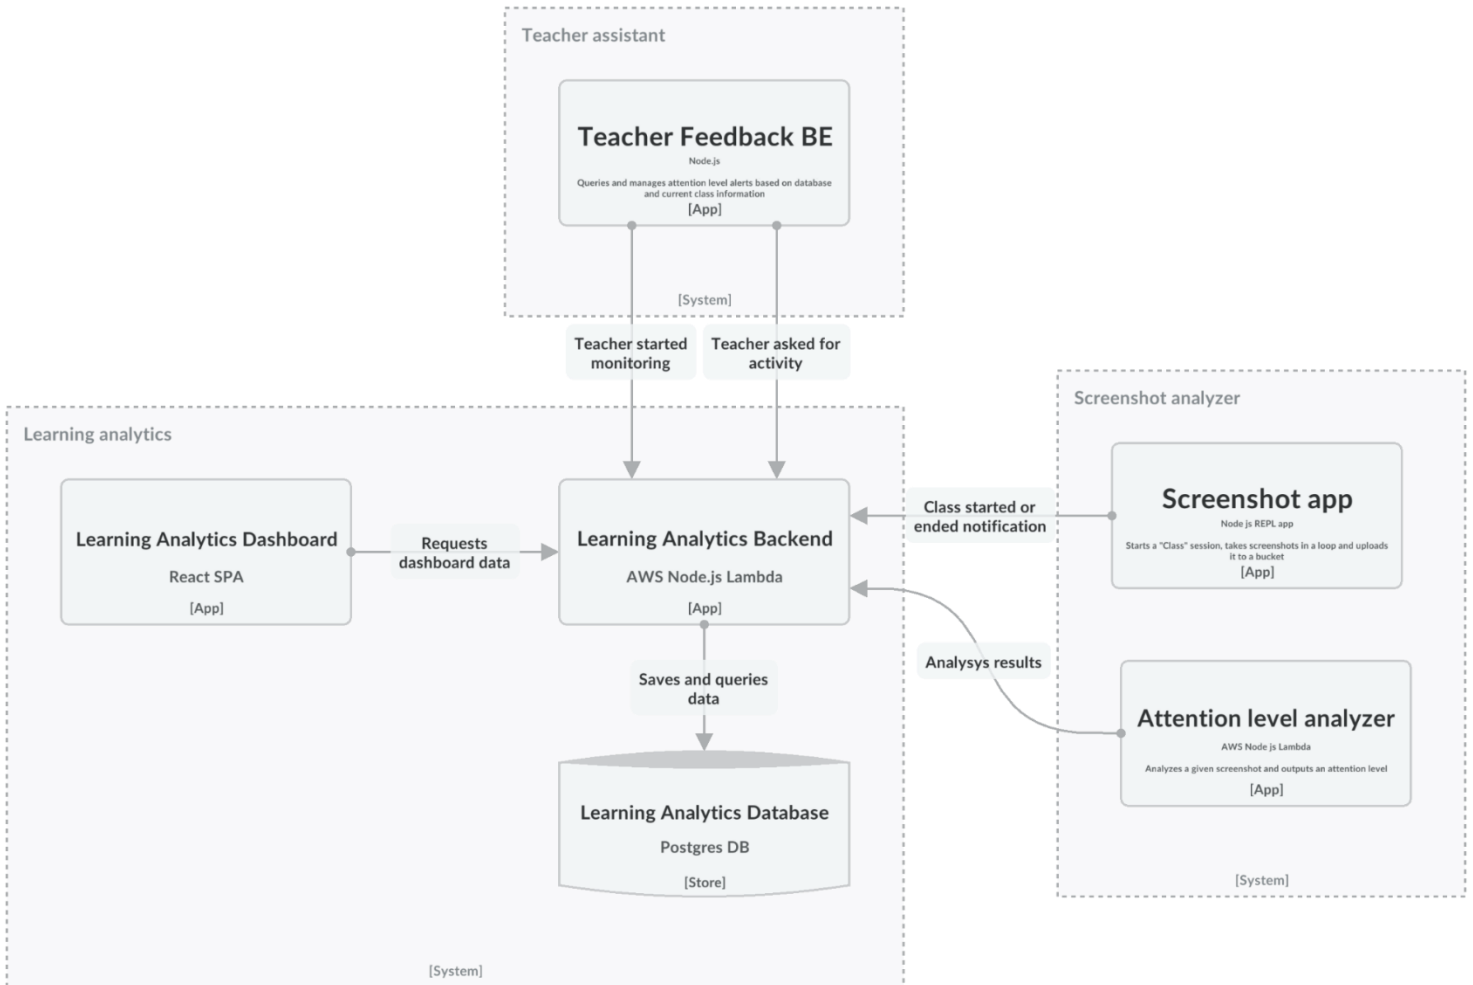 Teacher assistant
Teacher Feedback BE
Node.js
Queries and manages attention level alerts based on database
and current class information
[App]
[System]
Teacher started
monitoring
Teacher asked for
activity
Learning analytics
Learning Analytics Dashboard
React SPA
[App]
Requests
dashboard data
Learning Analytics Backend
AWS Node.js Lambda
[App]
Saves and queries
data
Learning Analytics Database
Postgres DB
[Store]
[System]
Class started or
ended notification
Analysys results
Screenshot analyzer
Screenshot app
Node js REPL app
Starts a "Class" session, takes screenshots in a loop and uploads
it to a bucket
[App]
Attention level analyzer
AWS Node js Lambda
Analyzes a given screenshot and outputs an attention level
[App]
[System]